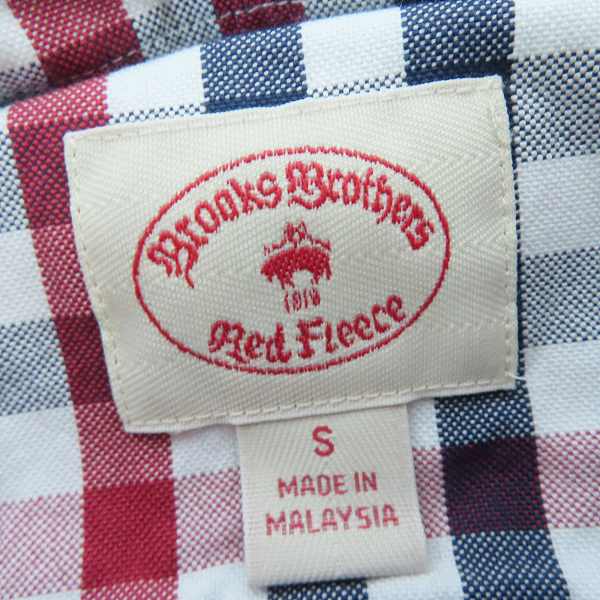 Brooks Brothers
1818
Red Fleece
S
MADE IN
MALAYSIA